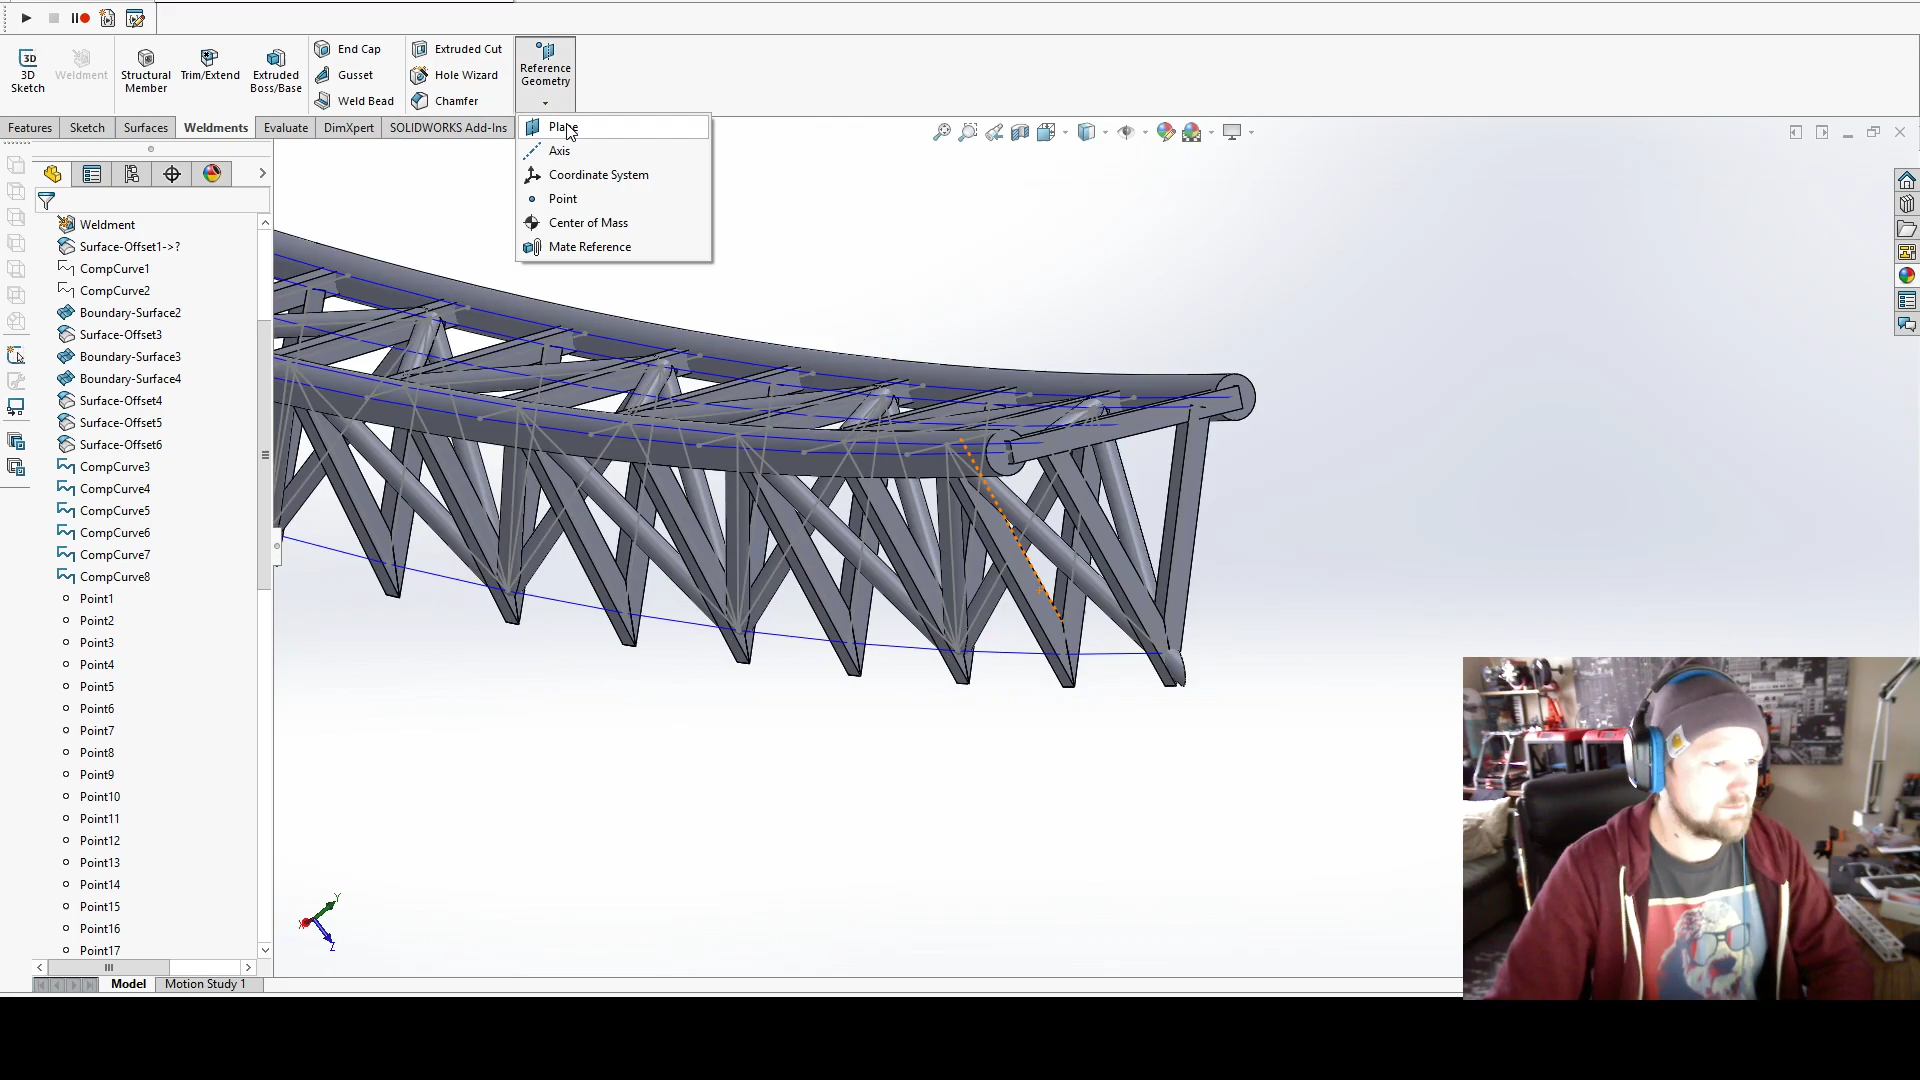 3D
3D
Sketch
Weldment
Structural
Member
Trim/Extend
Extruded
Boss/Base
End Cap
Gusset
Weld Bead
Extruded Cut
Hole Wizard
Chamfer
Reference
Geometry
Features
Sketch
Surfaces
Weldments
Evaluate
DimXpert
SOLIDWORKS Add-Ins
Plane
Axis
Coordinate System
Point
Center of Mass
Mate Reference
Weldment
Surface-Offset1->?
CompCurve1
CompCurve2
Boundary-Surface2
Surface-Offset3
Boundary-Surface3
Boundary-Surface4
Surface-Offset4
Surface-Offset5
Surface-Offset6
CompCurve3
CompCurve4
CompCurve5
CompCurve6
CompCurve7
CompCurve8
Point1
Point2
Point3
Point4
Point5
Point6
Point7
Point8
Point9
Point10
Point11
Point12
Point13
Point14
Point15
Point16
Point17
Y
X
Z
Model
Motion Study 1